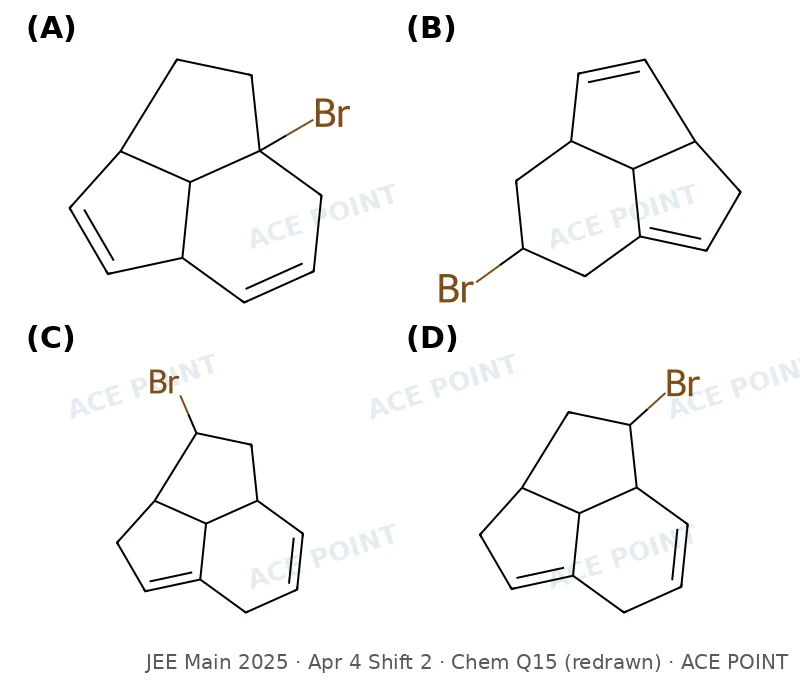 (A)
(B)
Br
ACE POINT
ACE POINT
Br
(C)
(D)
Br
ACE POINT
ACE POINT
Br
ACE POINT
ACE POINT
ACE POINT
JEE Main 2025 · Apr 4 Shift 2 · Chem Q15 (redrawn) · ACE POINT